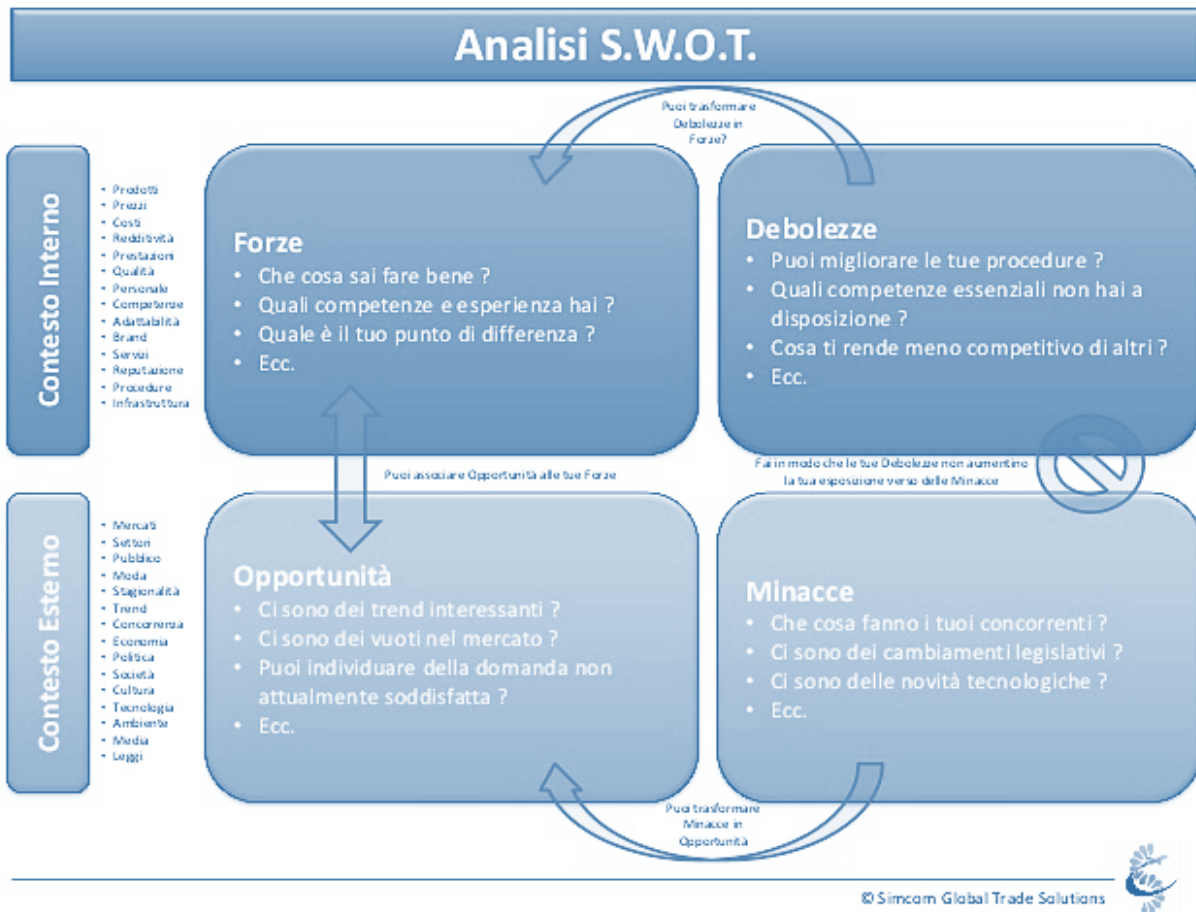 Analisi S.W.O.T.
Puoi trasformare
Debolezze in
Forze?
Contesto Interno
• Prodotti
• Prezzi
• Costi
• Redditività
• Prestazioni
• Qualità
• Personale
• Competenze
• Adattabilità
• Brand
• Servizi
• Reputazione
• Procedure
• Infrastruttura
Forze
• Che cosa sai fare bene ?
• Quali competenze e esperienza hai ?
• Quale è il tuo punto di differenza ?
• Ecc.
Debolezze
• Puoi migliorare le tue procedure ?
• Quali competenze essenziali non hai a
disposizione ?
• Cosa ti rende meno competitivo di altri ?
• Ecc.
Puoi associare Opportunità alle tue Forze
Fai in modo che le tue Debolezze non aumentino
la tua esposizione verso delle Minacce
Contesto Esterno
• Mercati
• Settori
• Pubblico
• Moda
• Stagionalità
• Trend
• Concorrenza
• Economia
• Politica
• Società
• Cultura
• Tecnologia
• Ambiente
• Media
• Leggi
Opportunità
• Ci sono dei trend interessanti ?
• Ci sono dei vuoti nel mercato ?
• Puoi individuare della domanda non
attualmente soddisfatta ?
• Ecc.
Minacce
• Che cosa fanno i tuoi concorrenti ?
• Ci sono dei cambiamenti legislativi ?
• Ci sono delle novità tecnologiche ?
• Ecc.
Puoi trasformare
Minacce in
Opportunità
© Simcom Global Trade Solutions